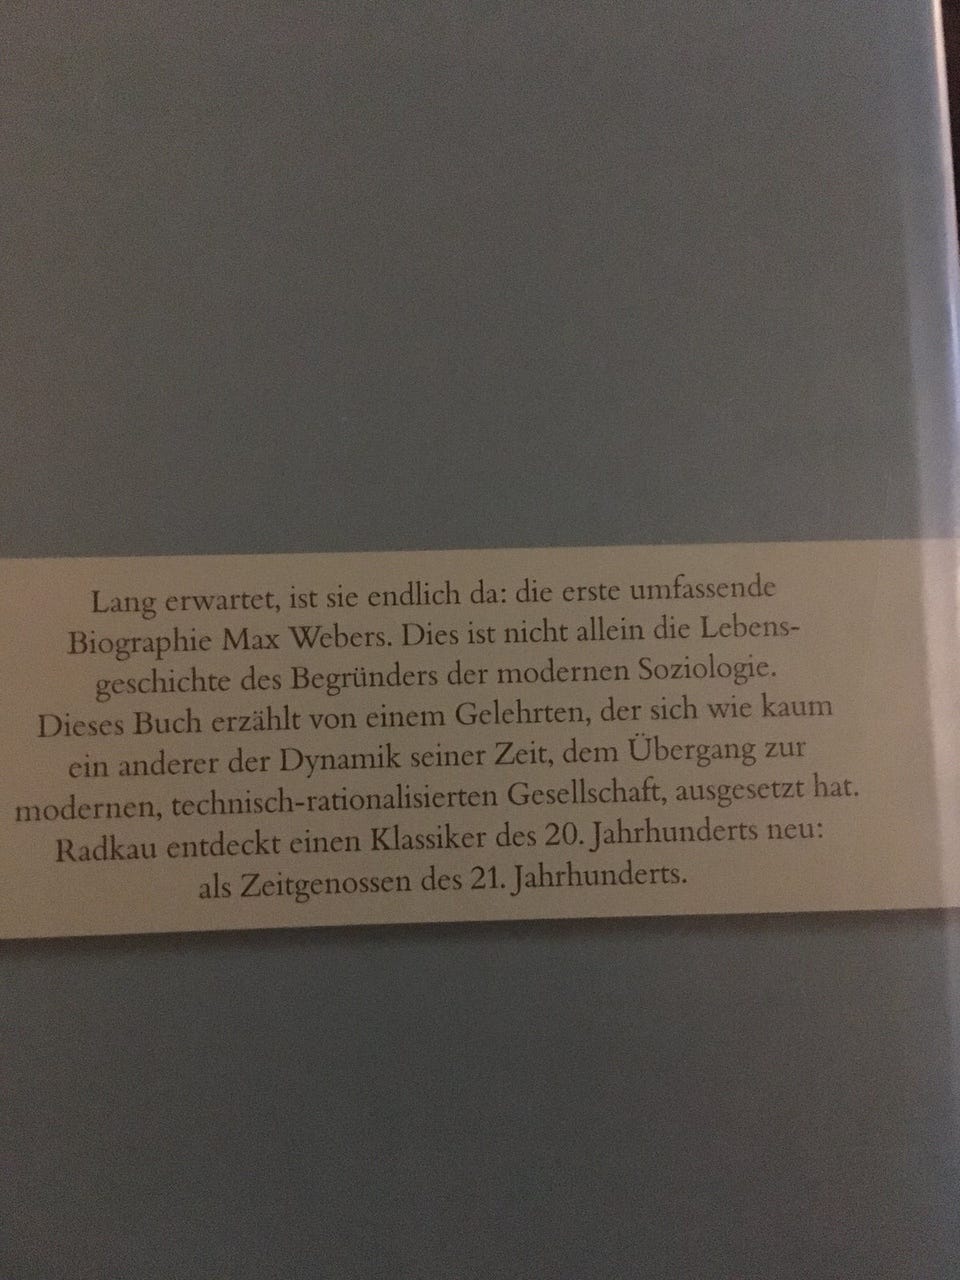 Lang erwartet, ist sie endlich da: die erste umfassende
Biographie Max Webers. Dies ist nicht allein die Lebens-
geschichte des Begründers der modernen Soziologie.
Dieses Buch erzählt von einem Gelehrten, der sich wie kaum
ein anderer der Dynamik seiner Zeit, dem Übergang zur
modernen, technisch-rationalisierten Gesellschaft, ausgesetzt hat.
Radkau entdeckt einen Klassiker des 20. Jahrhunderts neu:
als Zeitgenossen des 21. Jahrhunderts.